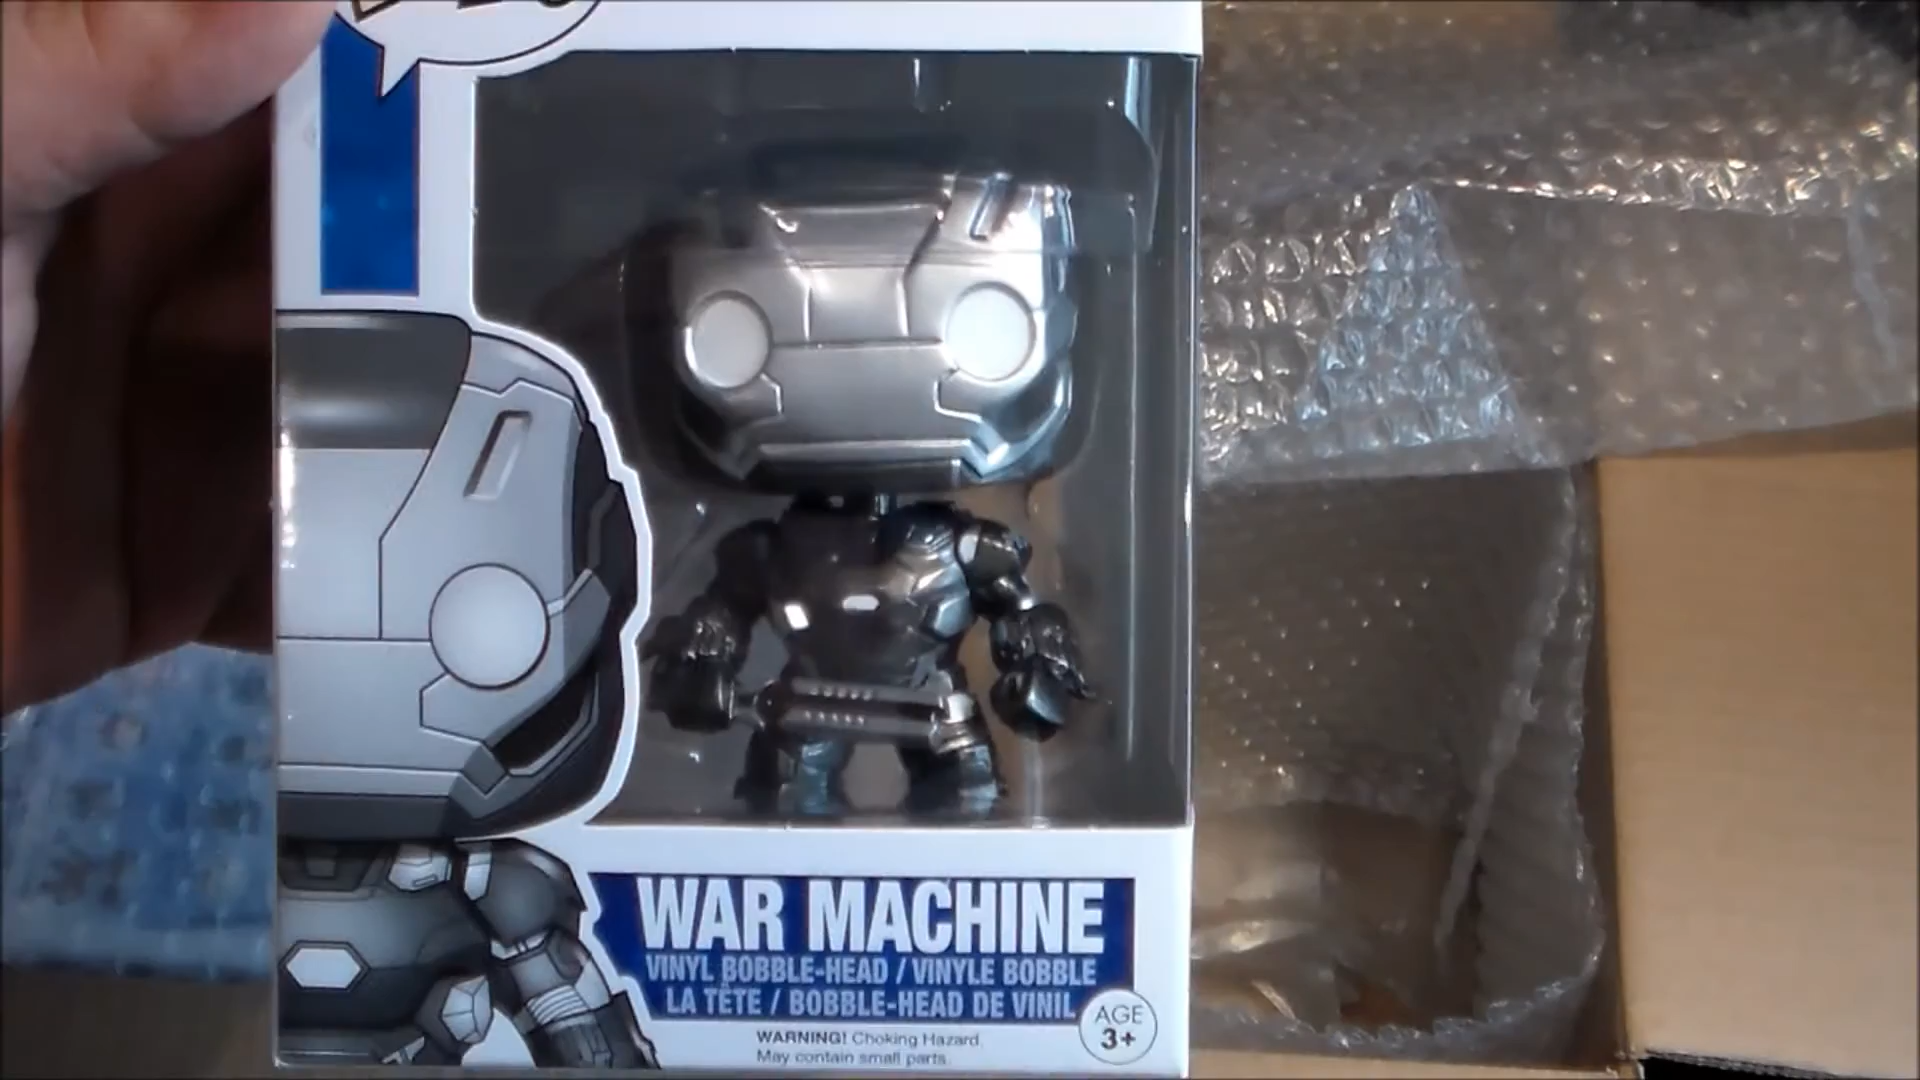 WAR MACHINE
VINYL BOBBLE-HEAD / VINYLE BOBBLE
LA TÊTE / BOBBLE-HEAD DE VINIL
AGE
3+
WARNING! Choking Hazard.
May contain small parts.